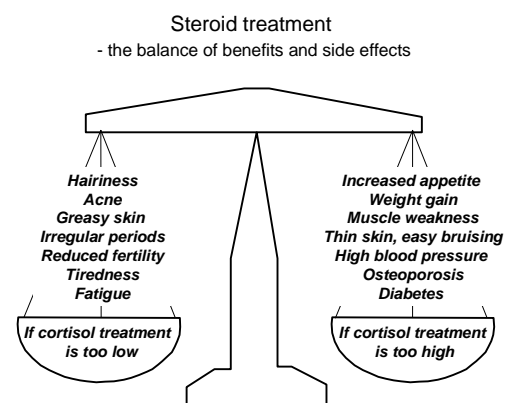 Steroid treatment
- the balance of benefits and side effects
Hairiness
Acne
Greasy skin
Irregular periods
Reduced fertility
Tiredness
Fatigue
If cortisol treatment
is too low
Increased appetite
Weight gain
Muscle weakness
Thin skin, easy bruising
High blood pressure
Osteoporosis
Diabetes
If cortisol treatment
is too high